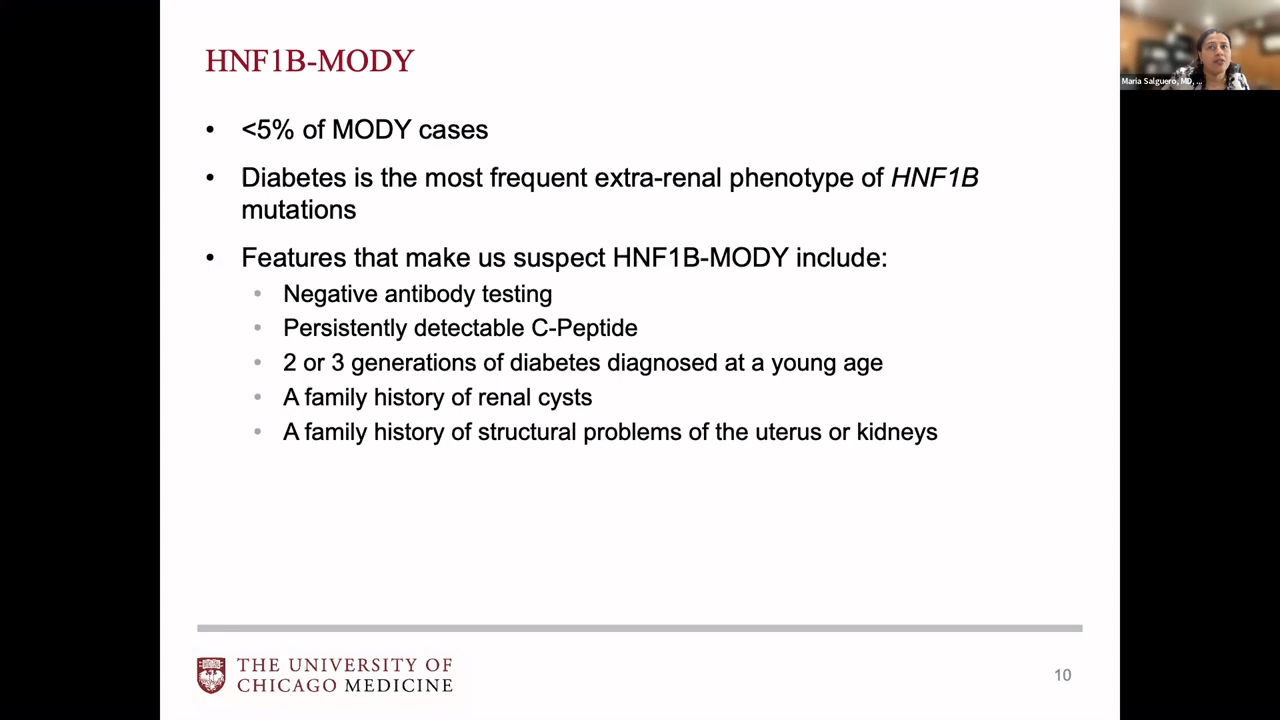 HNF1B-MODY
• <5% of MODY cases
• Diabetes is the most frequent extra-renal phenotype of HNF1B
mutations
• Features that make us suspect HNF1B-MODY include:
• Negative antibody testing
• Persistently detectable C-Peptide
• 2 or 3 generations of diabetes diagnosed at a young age
• A family history of renal cysts
• A family history of structural problems of the uterus or kidneys
THE UNIVERSITY OF
CHICAGO MEDICINE
10
Maria Salguero, MD, ...